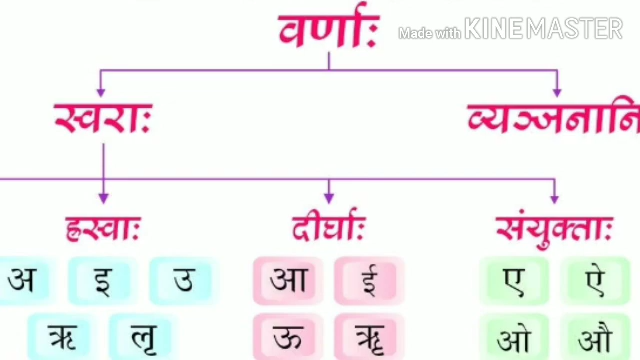 वर्णाः
Made with KINEMASTER
स्वराः व्यञ्जनानि
ह्रस्वाः दीर्घाः संयुक्ताः
अ इ उ आ ई ए ऐ
ऋ लृ ऊ ॠ ओ औ